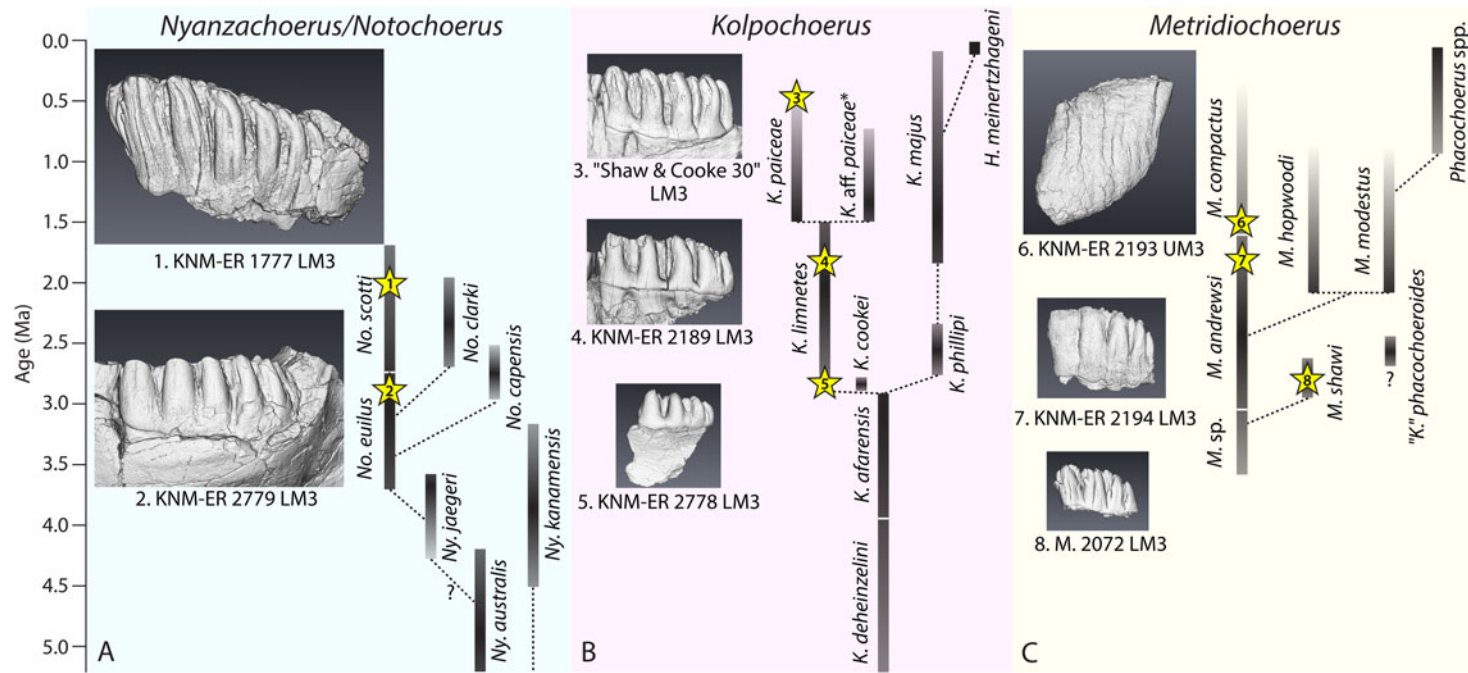 Nyanzachoerus/Notochoerus
Kolpochoerus
Metridiochoerus
Age (Ma)
0.0
0.5
1.0
1.5
2.0
2.5
3.0
3.5
4.0
4.5
5.0
1. KNM-ER 1777 LM3
2. KNM-ER 2779 LM3
No. scotti
1
No. euilus
2
No. clarki
No. capensis
Ny. jaegeri
?
Ny. australis
Ny. kanamensis
A
3. "Shaw & Cooke 30"
LM3
4. KNM-ER 2189 LM3
5. KNM-ER 2778 LM3
3
K. paiceae
K. aff. paiceae*
K. majus
H. meinertzhageni
4
K. limnetes
K. cookei
5
K. phillipi
K. afarensis
K. deheinzelini
B
6. KNM-ER 2193 UM3
7. KNM-ER 2194 LM3
8. M. 2072 LM3
M. compactus
6
7
M. hopwoodi
M. modestus
Phacochoerus spp.
M. andrewsi
8
M. shawi
?
"K" phacochoeroides
M. sp.
C